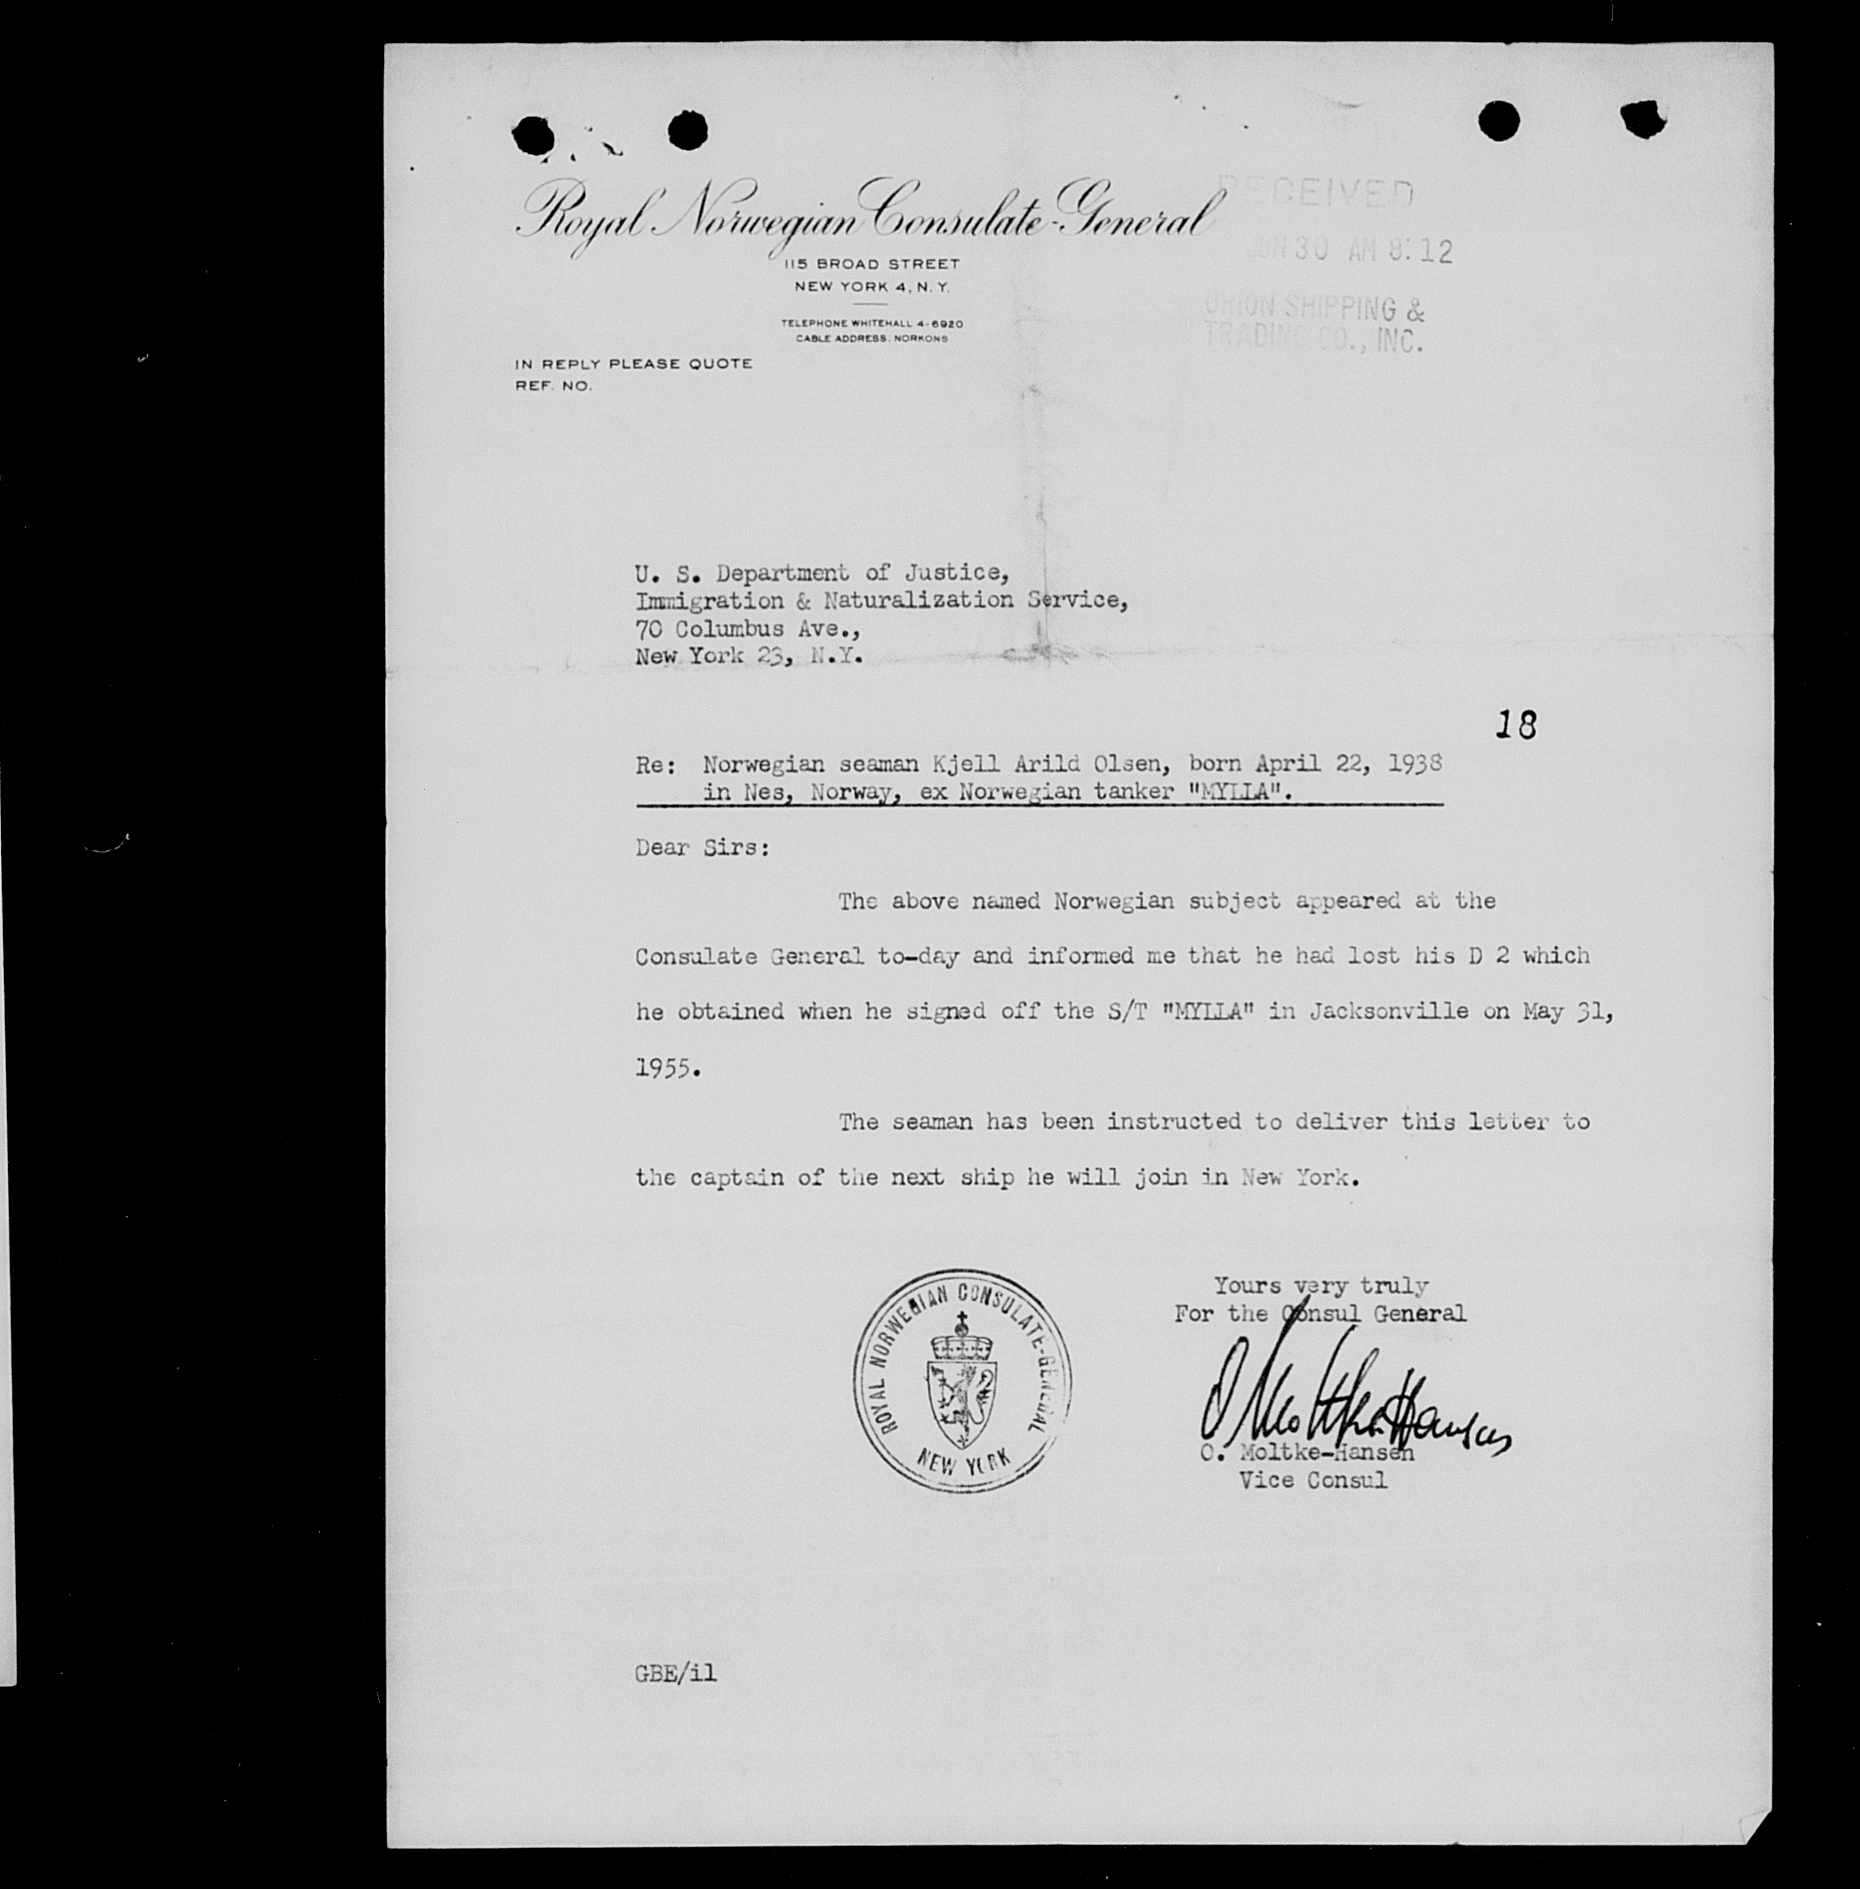 Royal Norwegian Consulate-General
115 BROAD STREET
NEW YORK 4, N. Y.
TELEPHONE WHITEHALL 4-6920
CABLE ADDRESS: NORKONS
RECEIVED
JUN 30 AM 8:12
ORION SHIPPING &
TRADING CO., INC.
IN REPLY PLEASE QUOTE
REF. NO.
U. S. Department of Justice,
Immigration & Naturalization Service,
70 Columbus Ave.,
New York 23, N.Y.
18
Re: Norwegian seaman Kjell Arild Olsen, born April 22, 1938
in Nes, Norway, ex Norwegian tanker "MYLLA".
Dear Sirs:
The above named Norwegian subject appeared at the
Consulate General to-day and informed me that he had lost his D 2 which
he obtained when he signed off the S/T "MYLLA" in Jacksonville on May 31,
1955.
The seaman has been instructed to deliver this letter to
the captain of the next ship he will join in New York.
Yours very truly
For the Consul General
O Moltke-Hansen
O. Moltke-Hansen
Vice Consul
ROYAL NORWEGIAN CONSULATE-GENERAL
NEW YORK
GBE/il